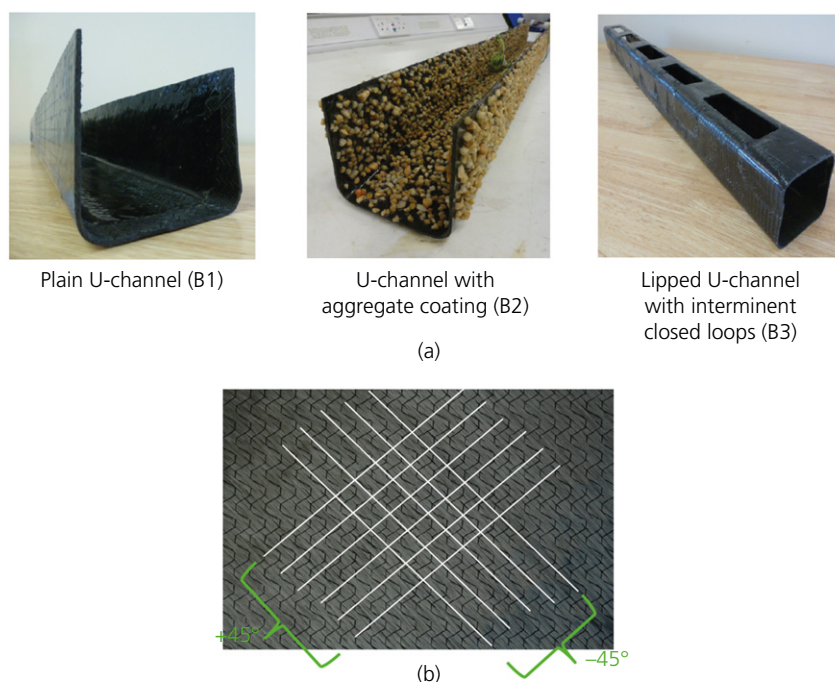 Plain U-channel (B1)
U-channel with
aggregate coating (B2)
Lipped U-channel
with interminent
closed loops (B3)
(a)
+45°
–45°
(b)